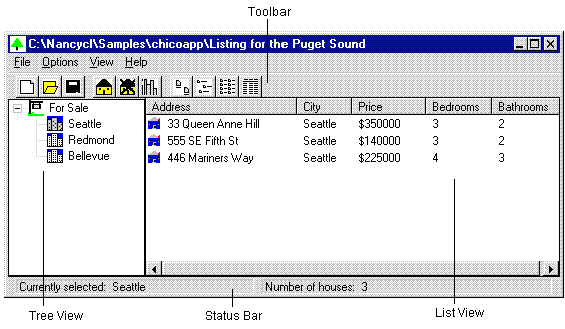 Toolbar
C:\Nancycl\Samples\chicoapp\Listing for the Puget Sound
File Options View Help
For Sale
Seattle
Redmond
Bellevue
Address City Price Bedrooms Bathrooms
33 Queen Anne Hill Seattle $350000 3 2
555 SE Fifth St Seattle $140000 3 2
446 Mariners Way Seattle $225000 4 3
Currently selected: Seattle Number of houses: 3
Tree View Status Bar List View